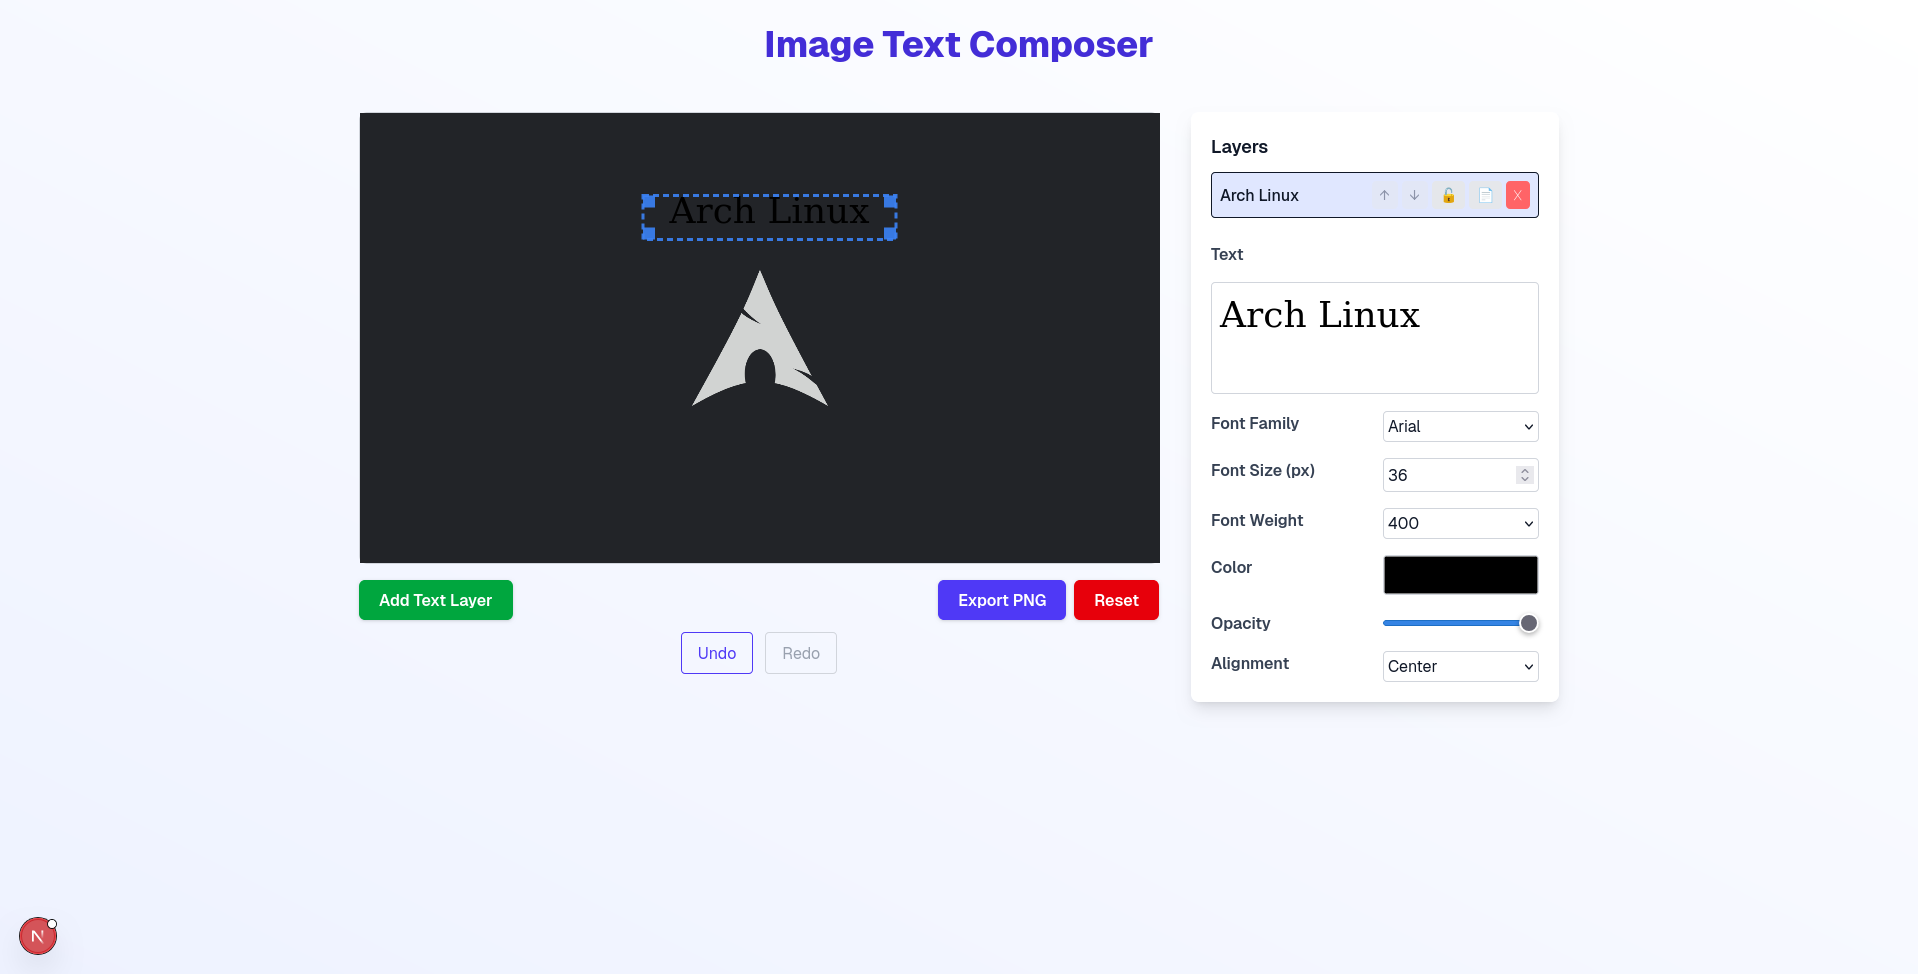 Image Text Composer
Arch Linux
Add Text Layer
Export PNG
Reset
Undo
Redo
Layers
Arch Linux ↑ ↓ X
Text
Arch Linux
Font Family Arial
Font Size (px) 36
Font Weight 400
Color
Opacity
Alignment Center
N